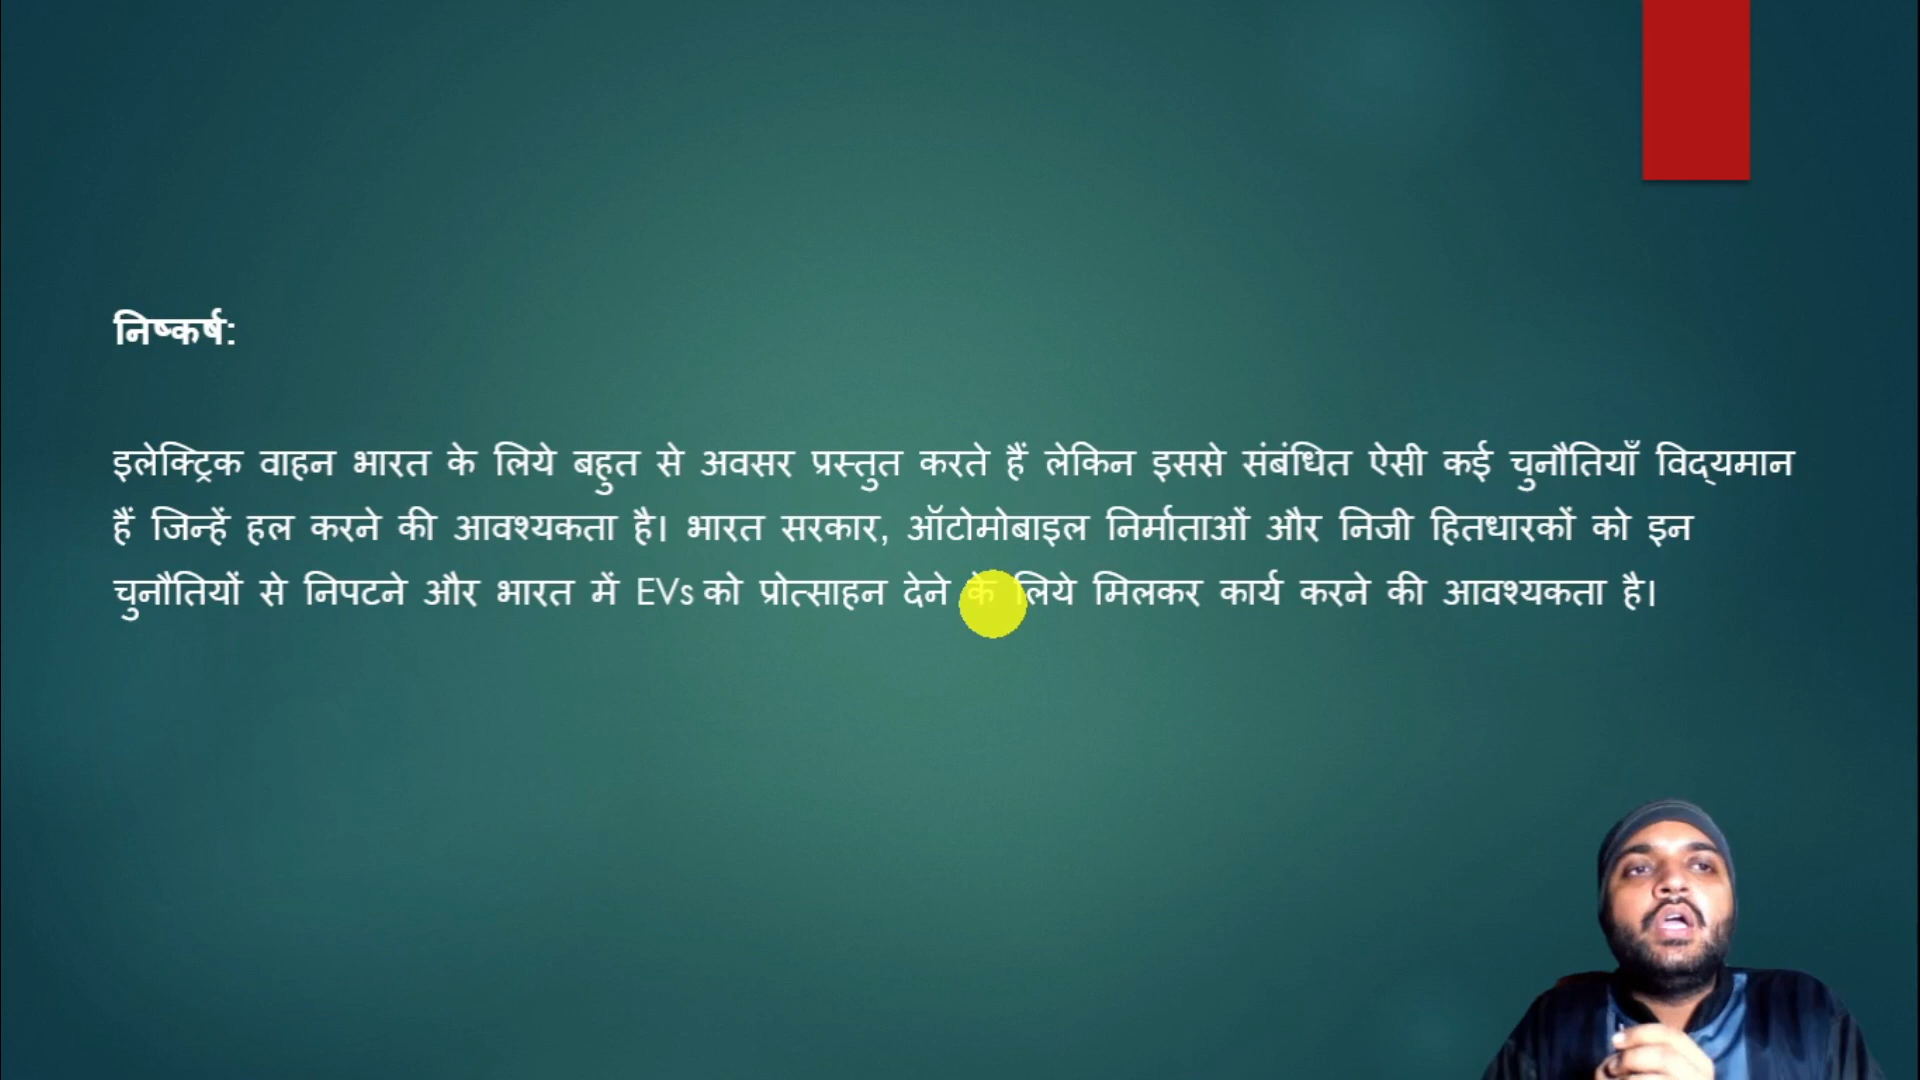 निष्कर्ष:
इलेक्ट्रिक वाहन भारत के लिये बहुत से अवसर प्रस्तुत करते हैं लेकिन इससे संबंधित ऐसी कई चुनौतियाँ विद्यमान
हैं जिन्हें हल करने की आवश्यकता है। भारत सरकार, ऑटोमोबाइल निर्माताओं और निजी हितधारकों को इन
चुनौतियों से निपटने और भारत में EVs को प्रोत्साहन देने के लिये मिलकर कार्य करने की आवश्यकता है।